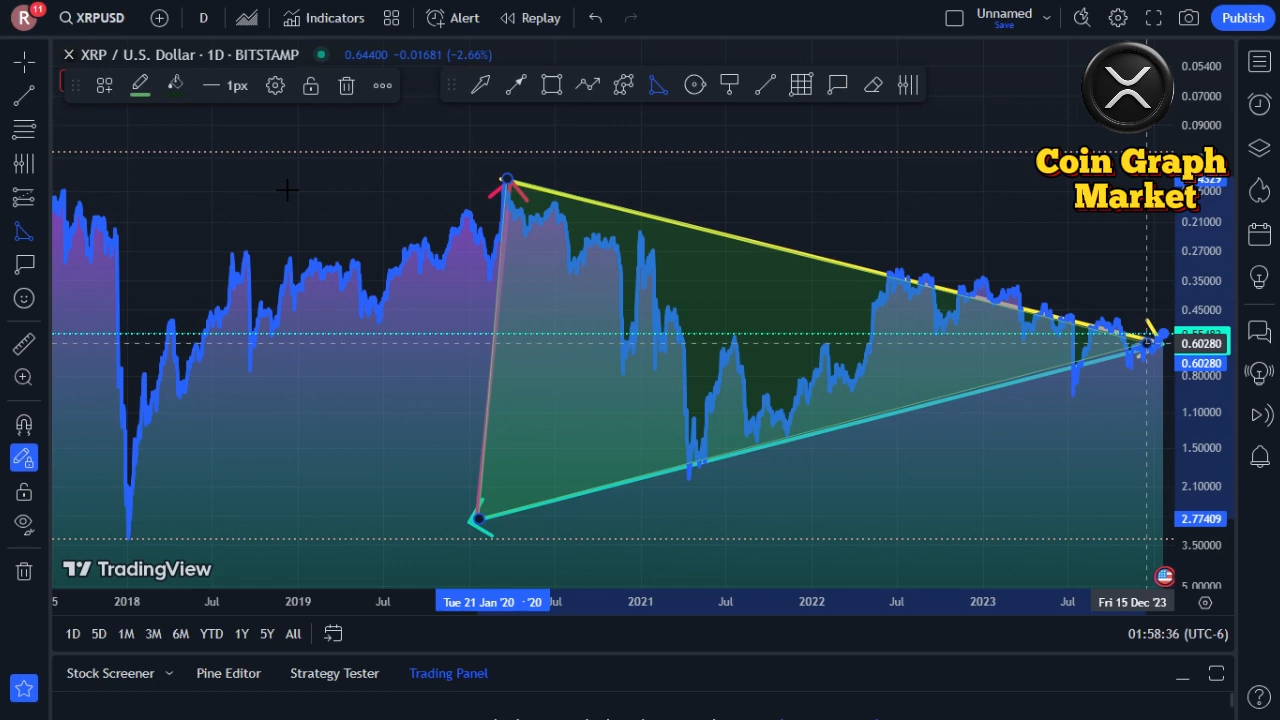 R 11 XRPUSD D Indicators Alert Replay Unnamed Save Publish
XRP / U.S. Dollar · 1D · BITSTAMP 0.64400 −0.01681 (−2.66%)
1px
Coin Graph
Market
0.05400
0.07000
0.09000
0.21000
0.27000
0.35000
0.45000
0.60280
0.60280
0.80000
1.10000
1.50000
2.10000
2.77409
3.50000
5.00000
TradingView
2018 Jul 2019 Jul Tue 21 Jan '20 - '20 Jul 2021 Jul 2022 Jul 2023 Jul Fri 15 Dec '23
1D 5D 1M 3M 6M YTD 1Y 5Y All 01:58:36 (UTC-6)
Stock Screener Pine Editor Strategy Tester Trading Panel